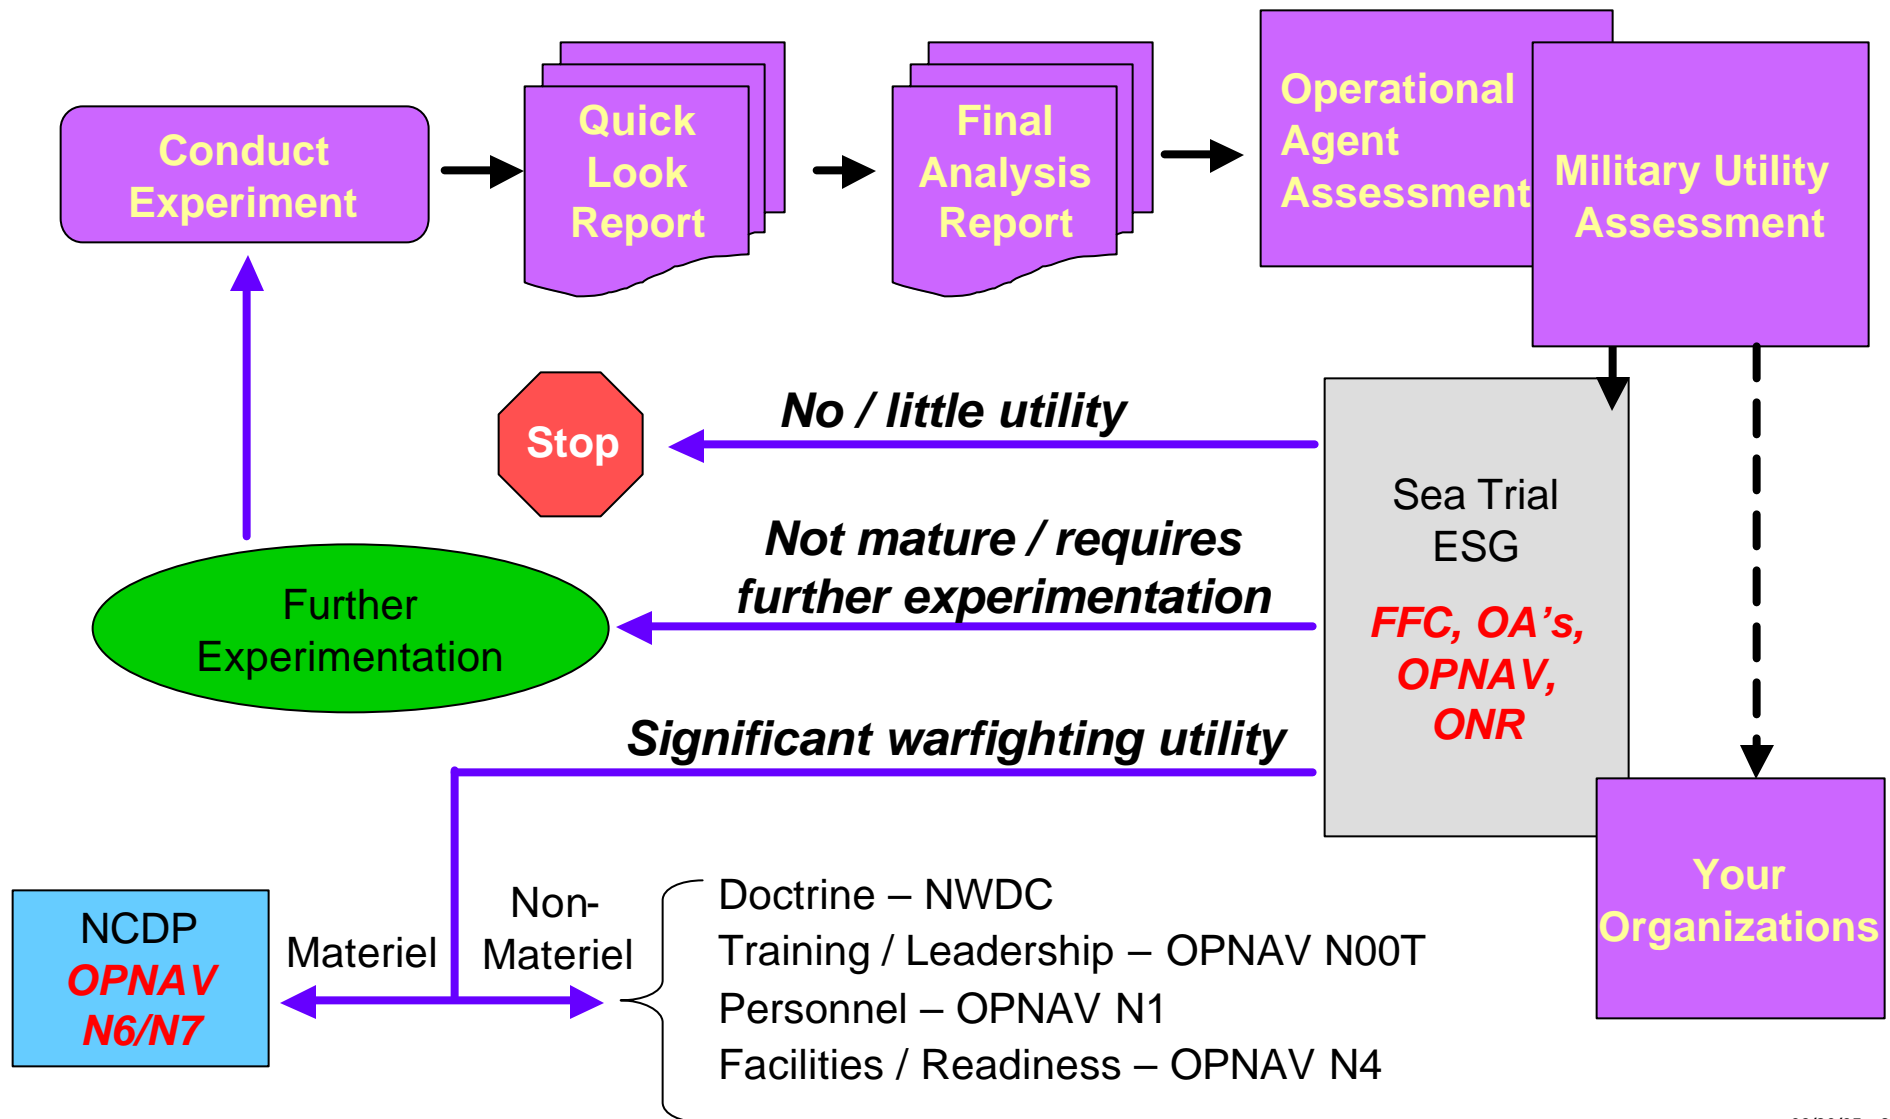 Conduct
Experiment
Quick
Look
Report
Final
Analysis
Report
Operational
Agent
Assessment
Military Utility
Assessment
Stop
No / little utility
Sea Trial
ESG
FFC, OA's,
OPNAV,
ONR
Not mature / requires
further experimentation
Further
Experimentation
Significant warfighting utility
Your
Organizations
NCDP
OPNAV
N6/N7
Materiel
Non-
Materiel
Doctrine – NWDC
Training / Leadership – OPNAV N00T
Personnel – OPNAV N1
Facilities / Readiness – OPNAV N4